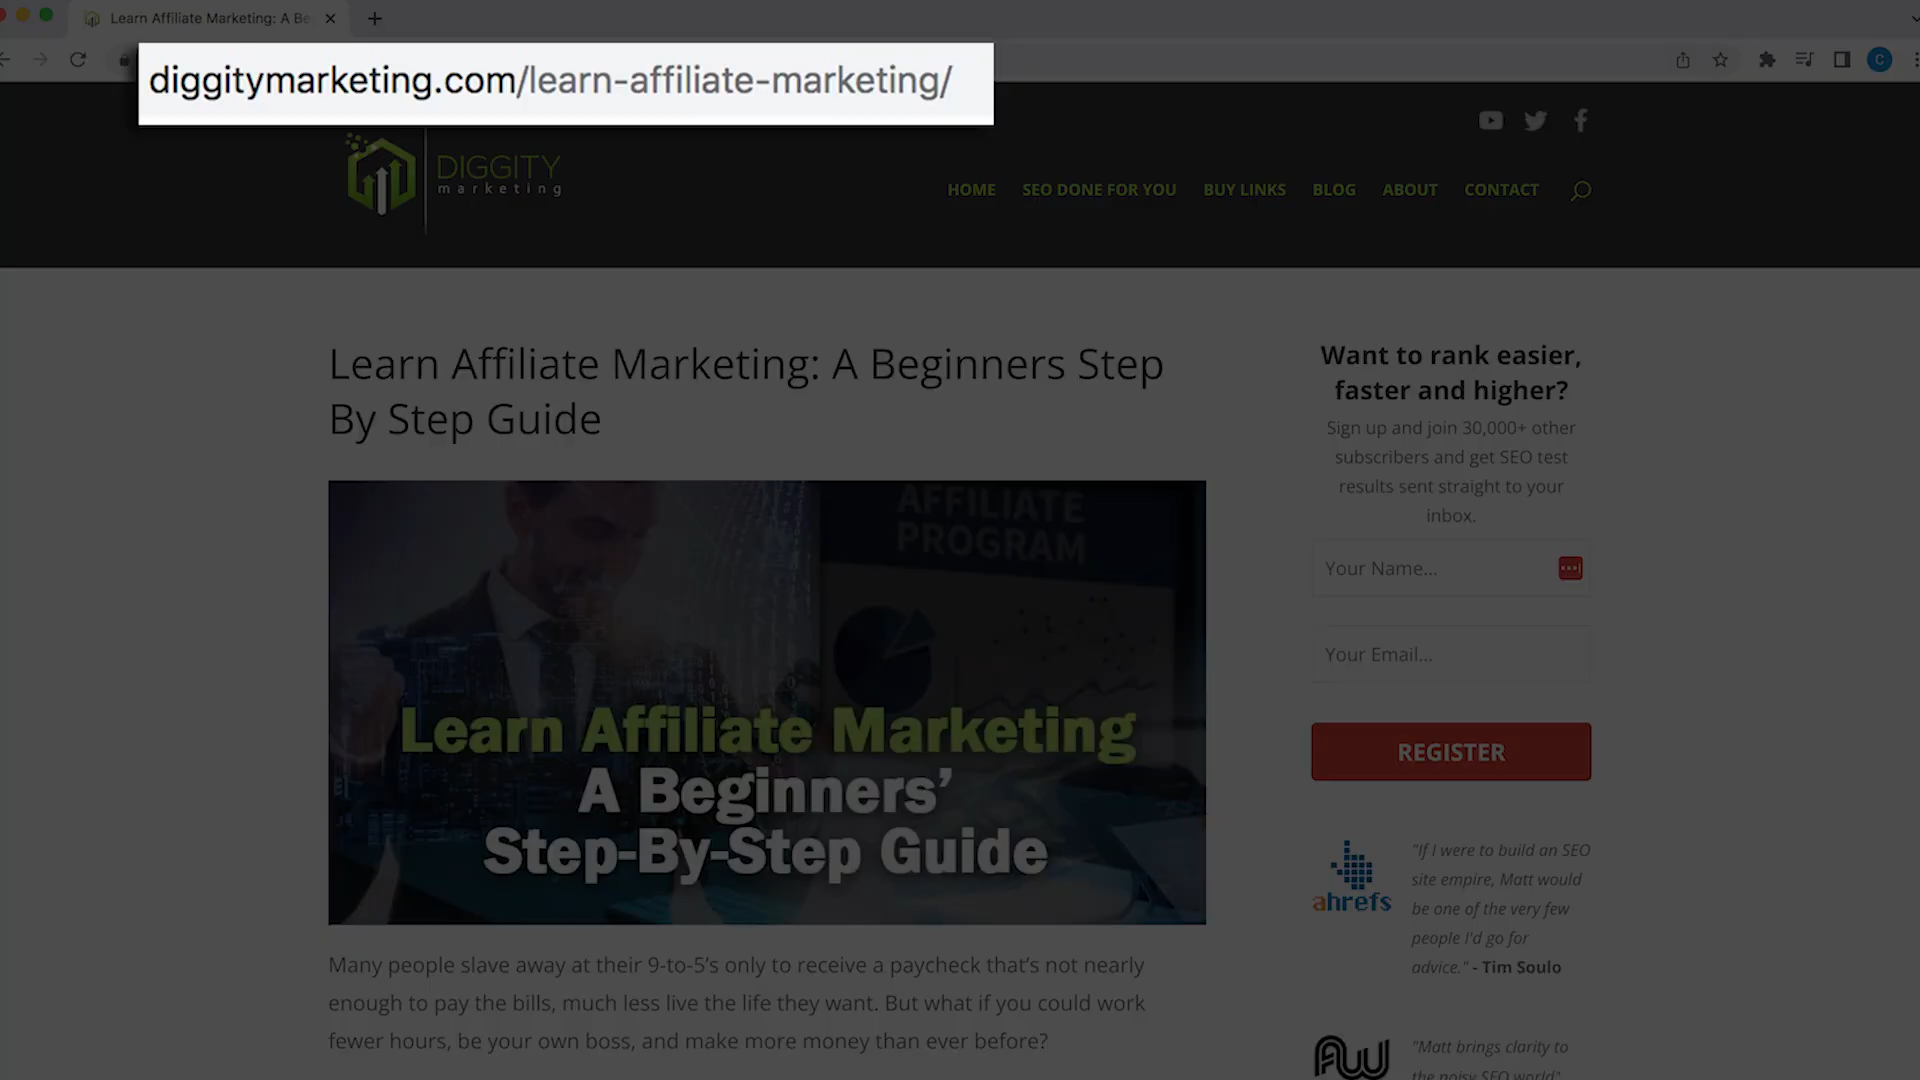 Learn Affiliate Marketing: A Be
diggitymarketing.com/learn-affiliate-marketing/
C
DIGGITY
marketing
HOME SEO DONE FOR YOU BUY LINKS BLOG ABOUT CONTACT
Learn Affiliate Marketing: A Beginners Step
By Step Guide
AFFILIATE
PROGRAM
Learn Affiliate Marketing
A Beginners’
Step-By-Step Guide
Many people slave away at their 9-to-5’s only to receive a paycheck that’s not nearly
enough to pay the bills, much less live the life they want. But what if you could work
fewer hours, be your own boss, and make more money than ever before?
Want to rank easier,
faster and higher?
Sign up and join 30,000+ other
subscribers and get SEO test
results sent straight to your
inbox.
Your Name...
Your Email...
REGISTER
ahrefs
"If I were to build an SEO
site empire, Matt would
be one of the very few
people I'd go for
advice." - Tim Soulo
AW
"Matt brings clarity to
the noisy SEO world"